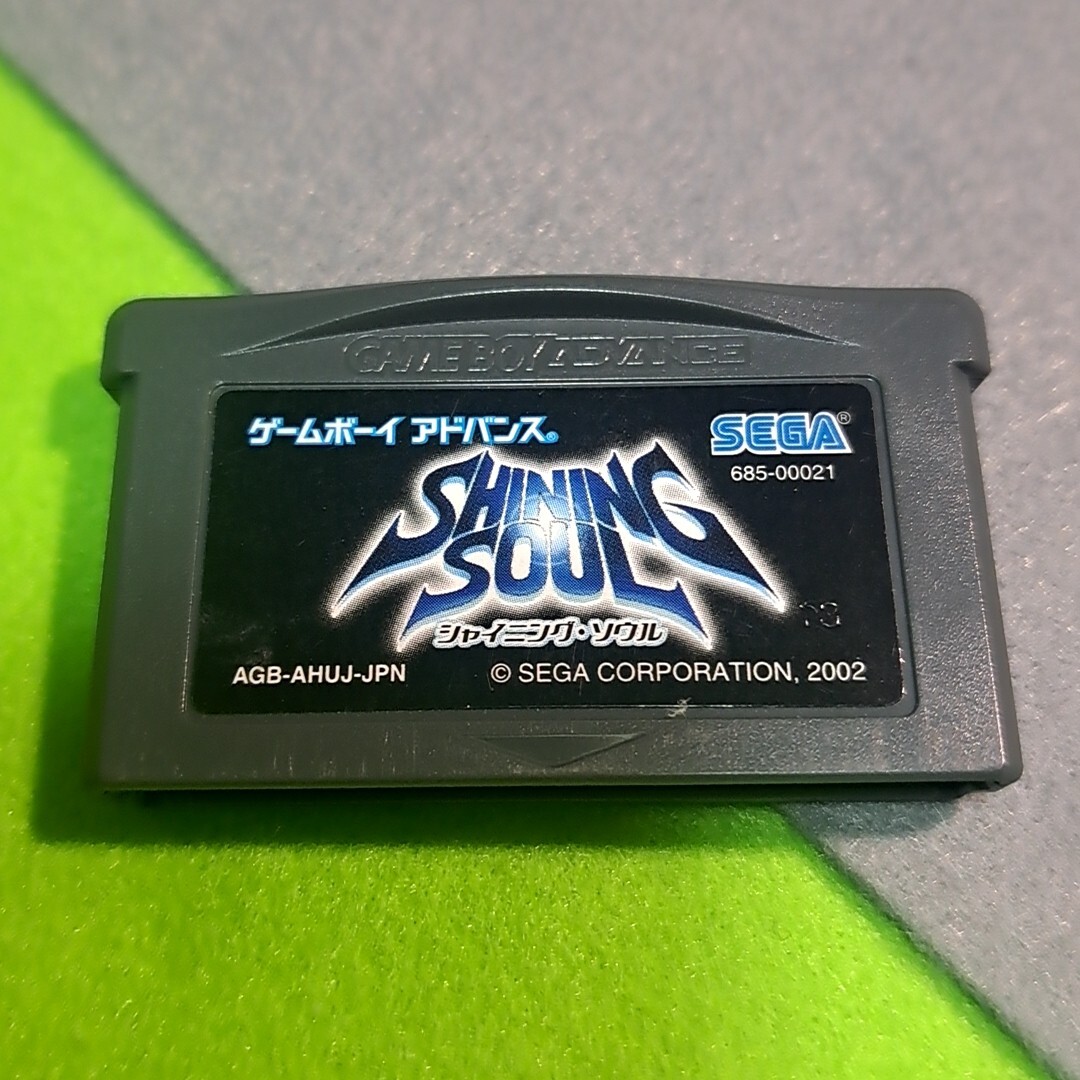 GAME BOY ADVANCE
ゲームボーイ アドバンス®
SEGA®
685-00021
SHINING
SOUL
シャイニング・ソウル
AGB-AHUJ-JPN
© SEGA CORPORATION, 2002